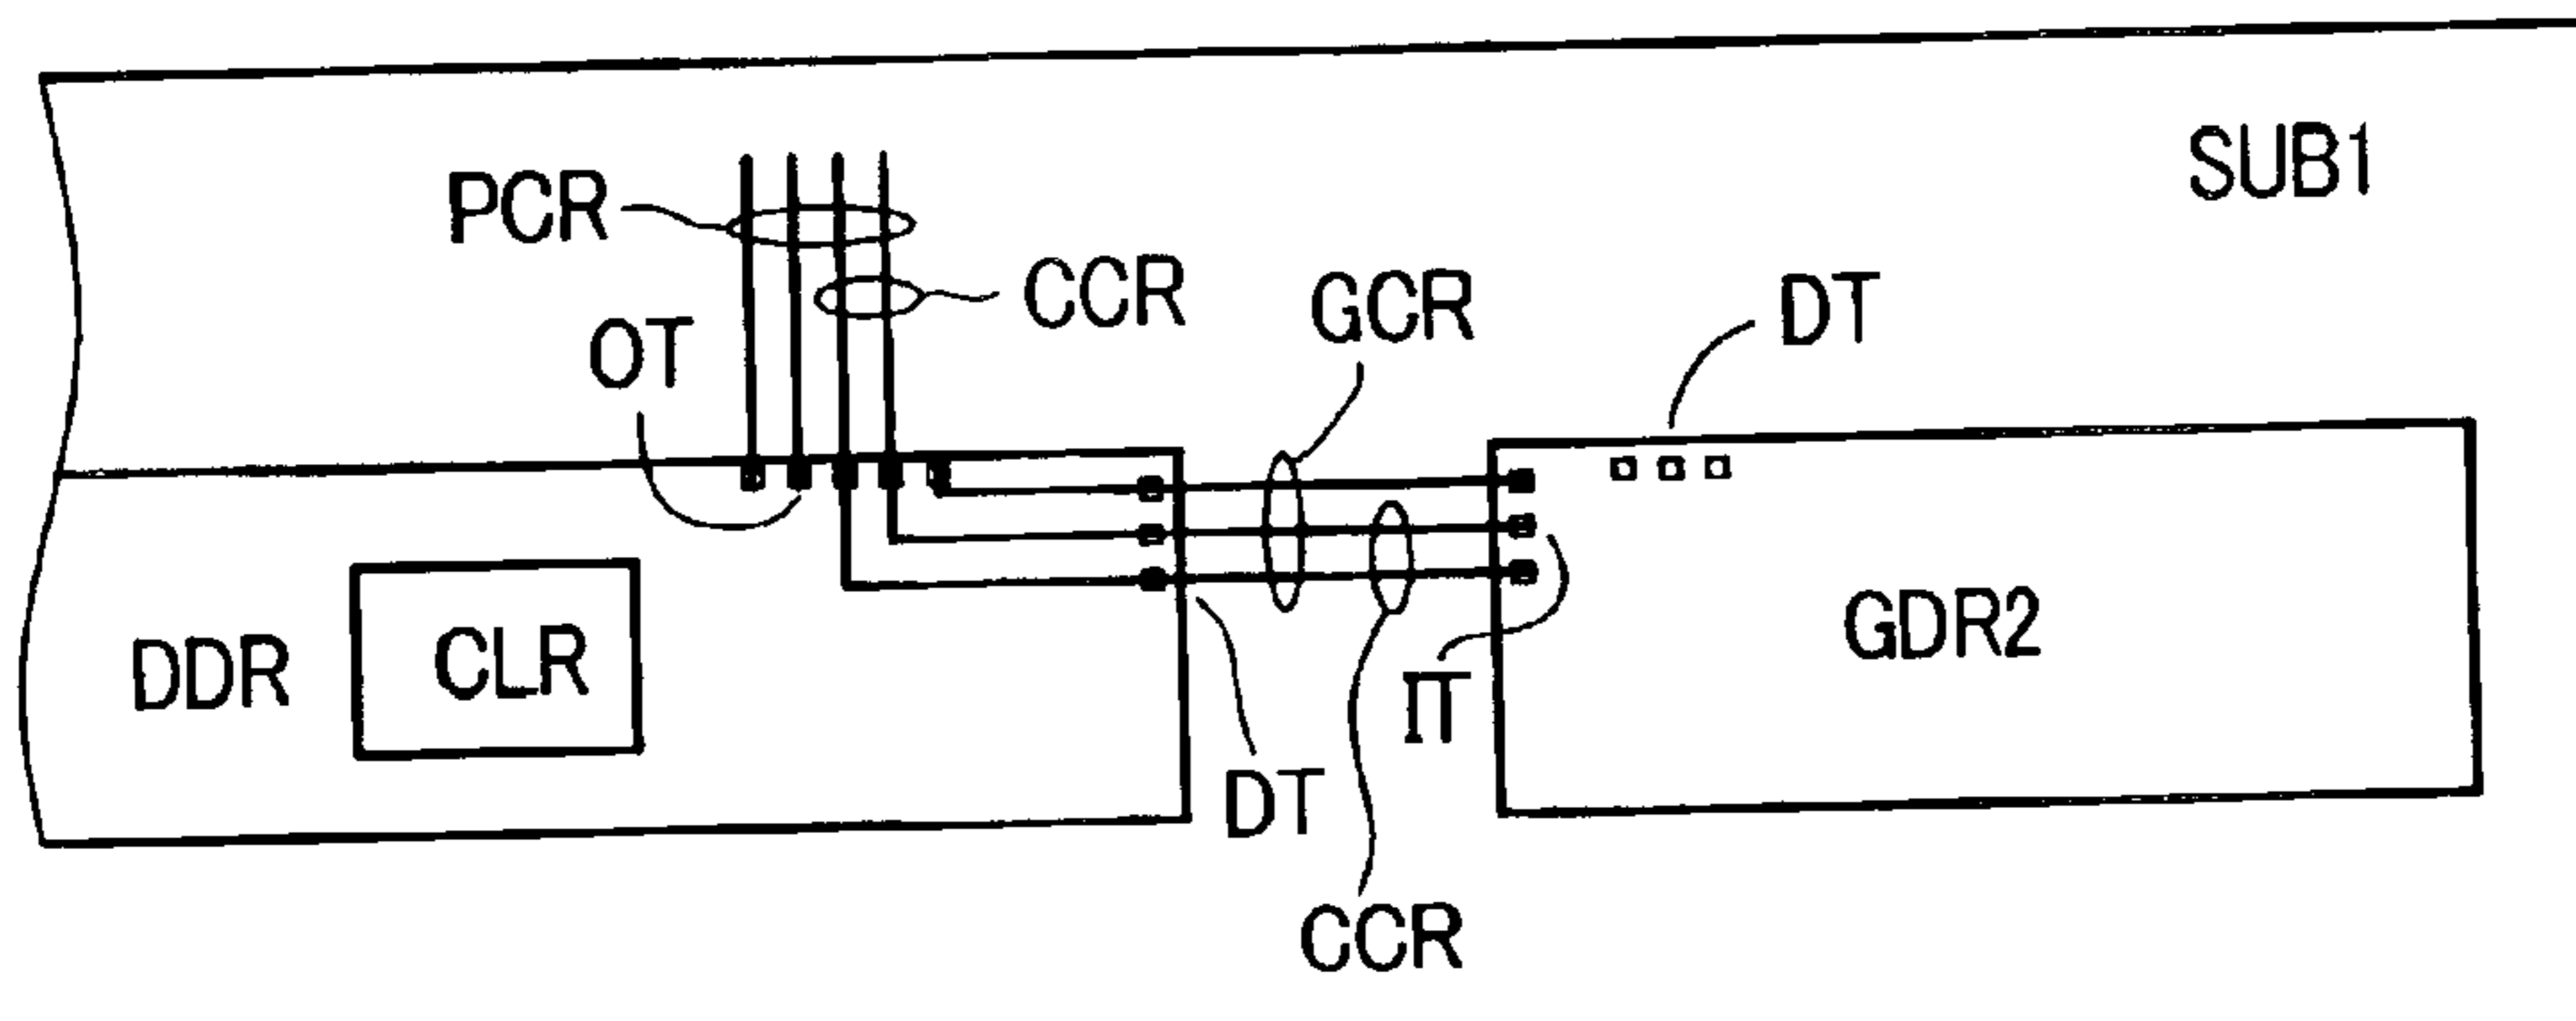 SUB1
PCR
CCR
GCR
DT
OT
DDR
CLR
IT
GDR2
DT
CCR